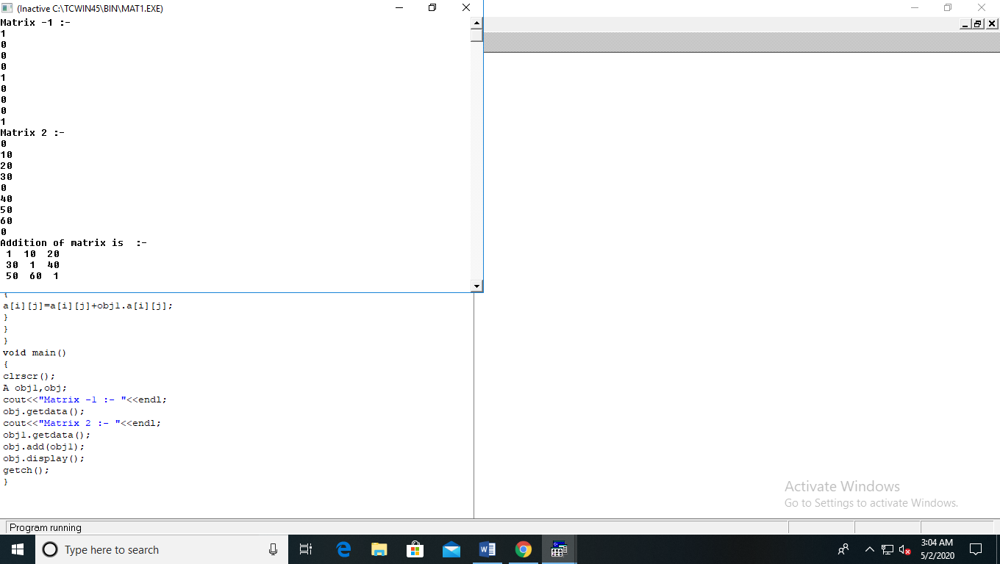 (Inactive C:\TCWIN45\BIN\MAT1.EXE)
Matrix -1 :-
1
0
0
0
1
0
0
0
1
Matrix 2 :-
0
10
20
30
0
40
50
60
0
Addition of matrix is  :-
1 10 20
30 1 40
50 60 1
{
a[i][j]=a[i][j]+obj1.a[i][j];
}
}
}
void main()
{
clrscr();
A obj1,obj;
cout<<"Matrix -1 :- "<<endl;
obj.getdata();
cout<<"Matrix 2 :- "<<endl;
obj1.getdata();
obj.add(obj1);
obj.display();
getch();
}
Activate Windows
Go to Settings to activate Windows.
Program running
Type here to search
3:04 AM
5/2/2020